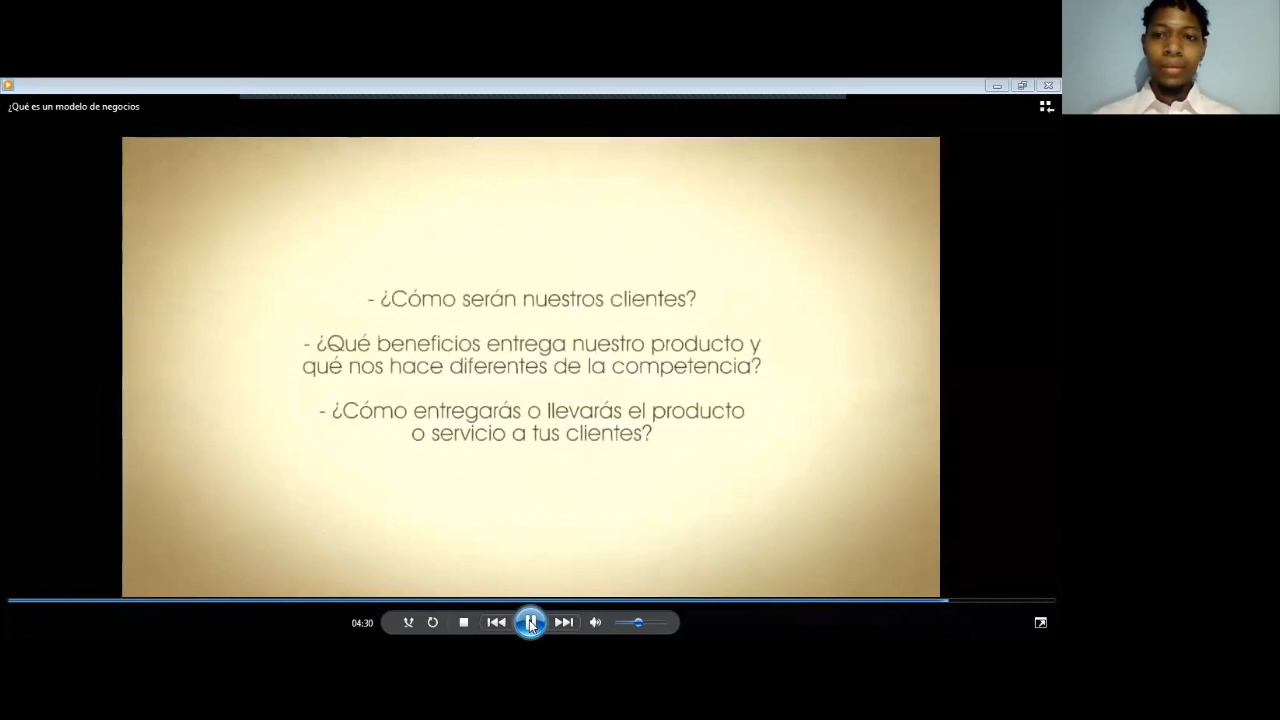 ¿Qué es un modelo de negocios
- ¿Cómo serán nuestros clientes?
- ¿Qué beneficios entrega nuestro producto y
qué nos hace diferentes de la competencia?
- ¿Cómo entregarás o llevarás el producto
o servicio a tus clientes?
04:30